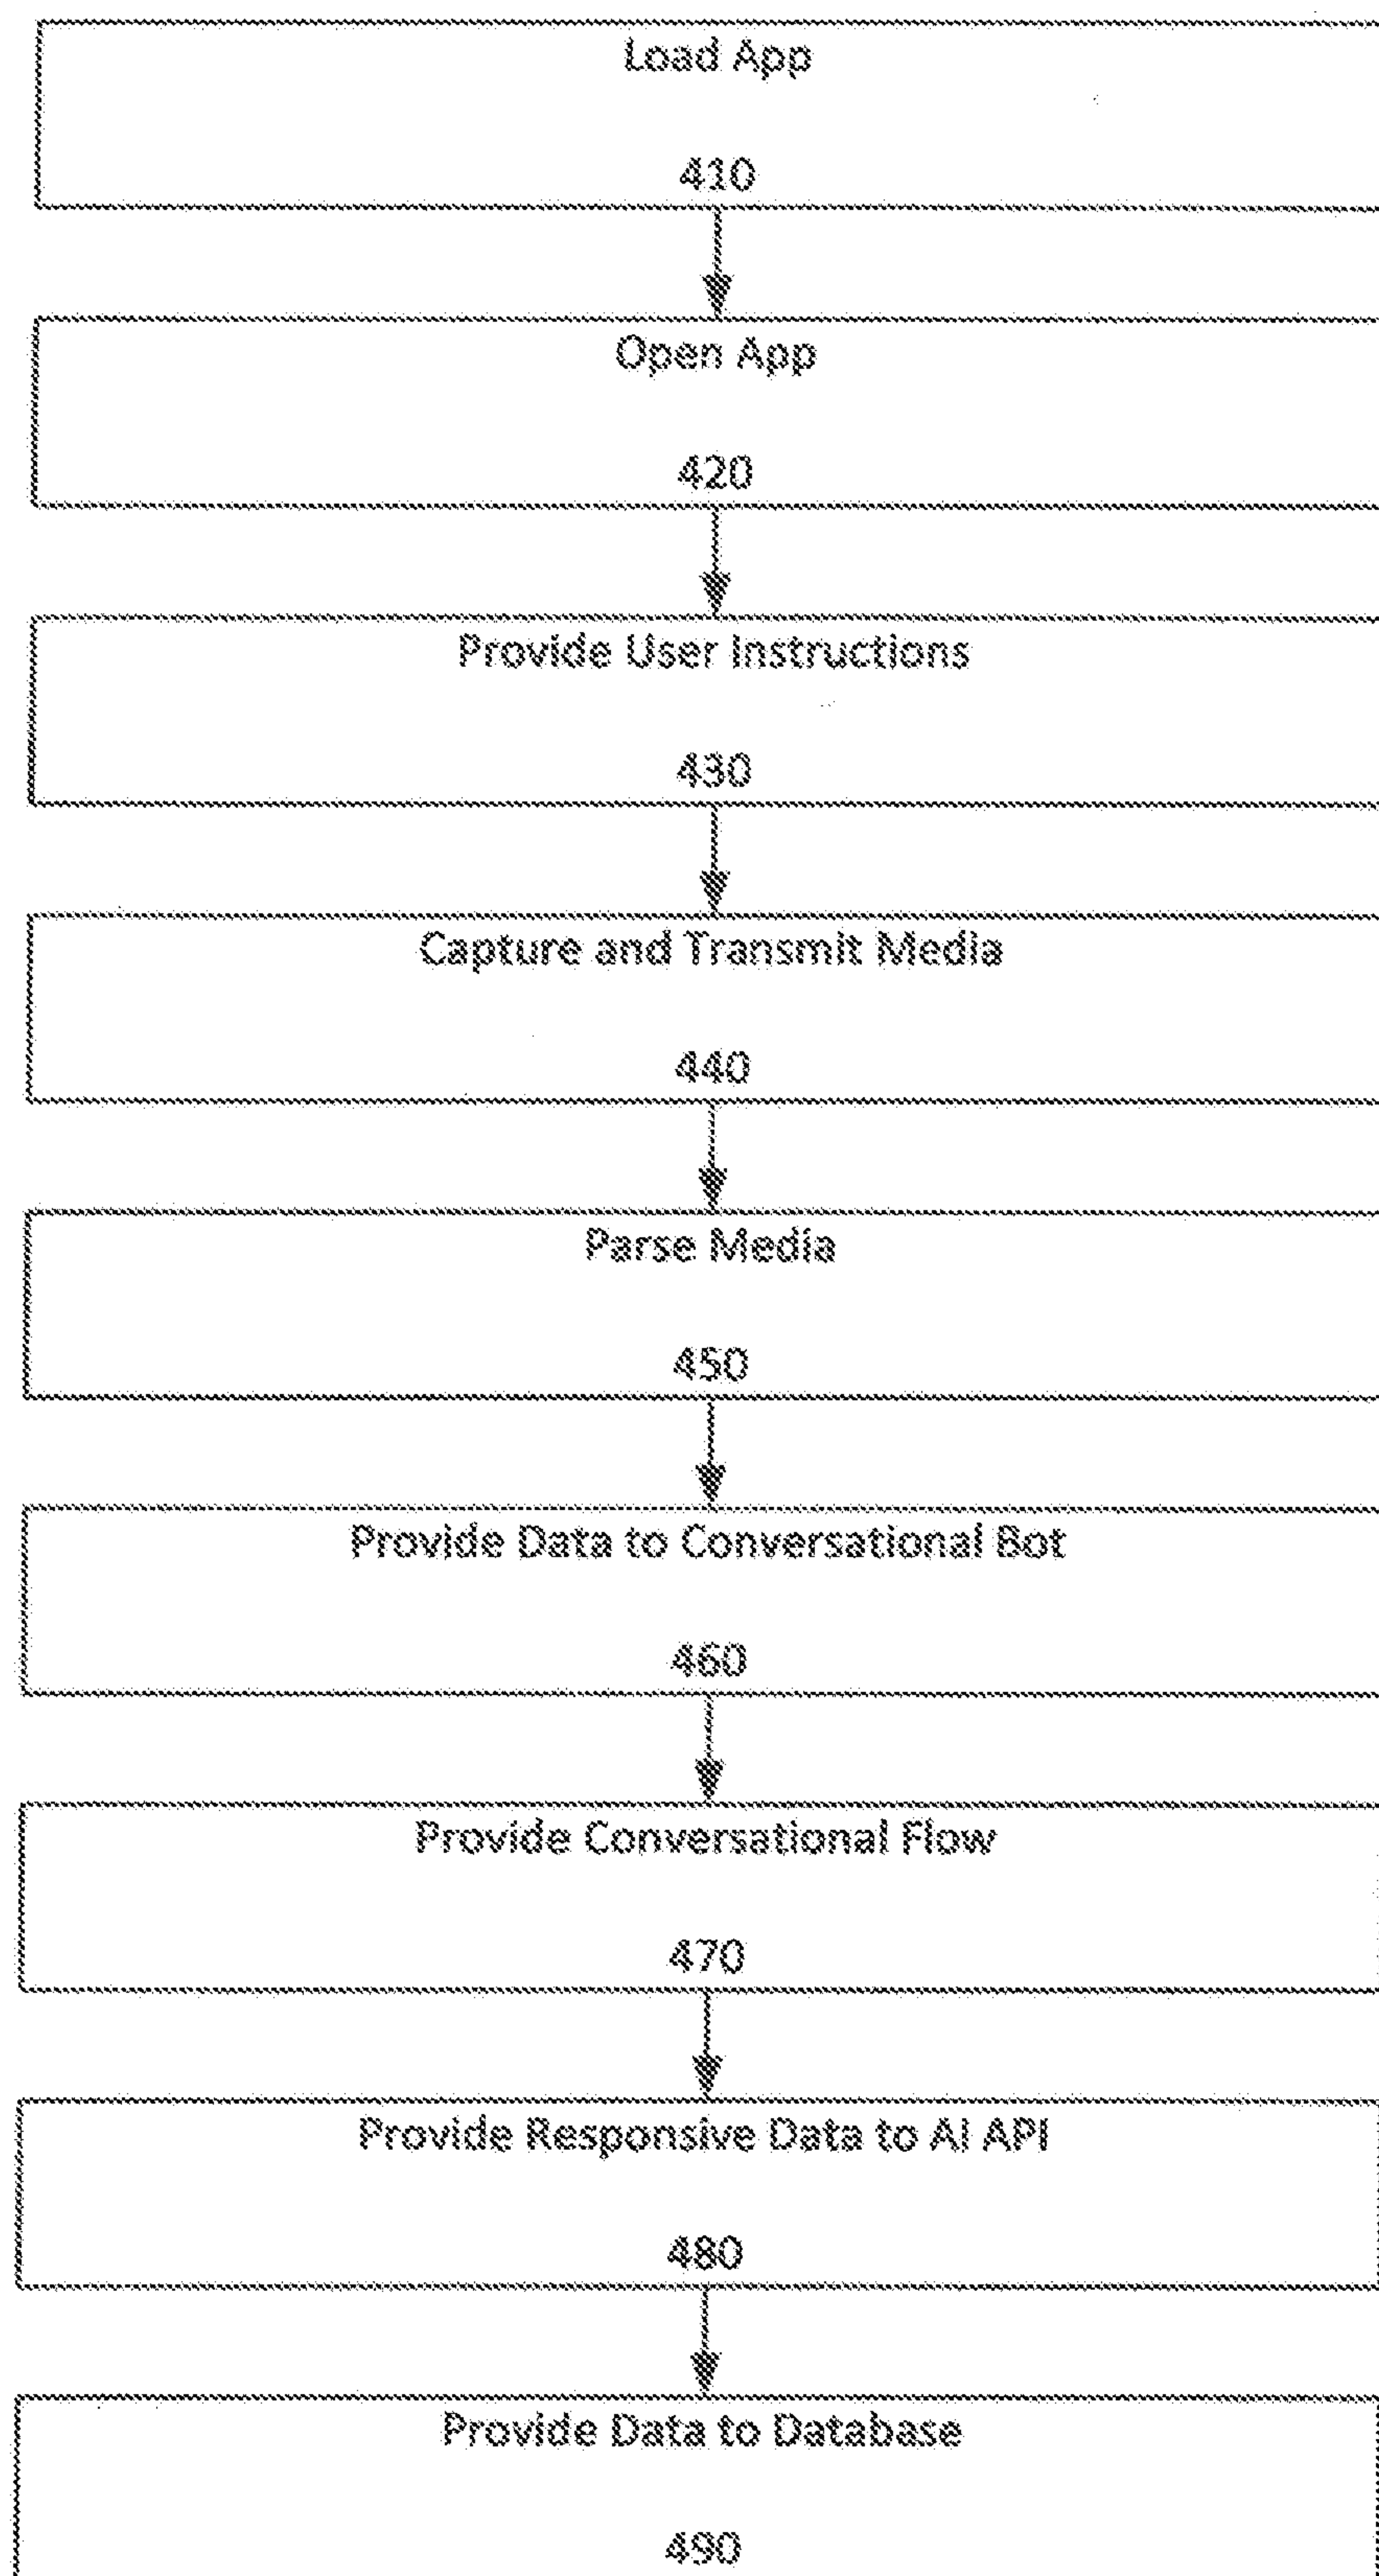 Load App
410
Open App
420
Provide User Instructions
430
Capture and Transmit Media
440
Parse Media
450
Provide Data to Conversational Bot
460
Provide Conversational Flow
470
Provide Responsive Data to AI API
480
Provide Data to Database
490